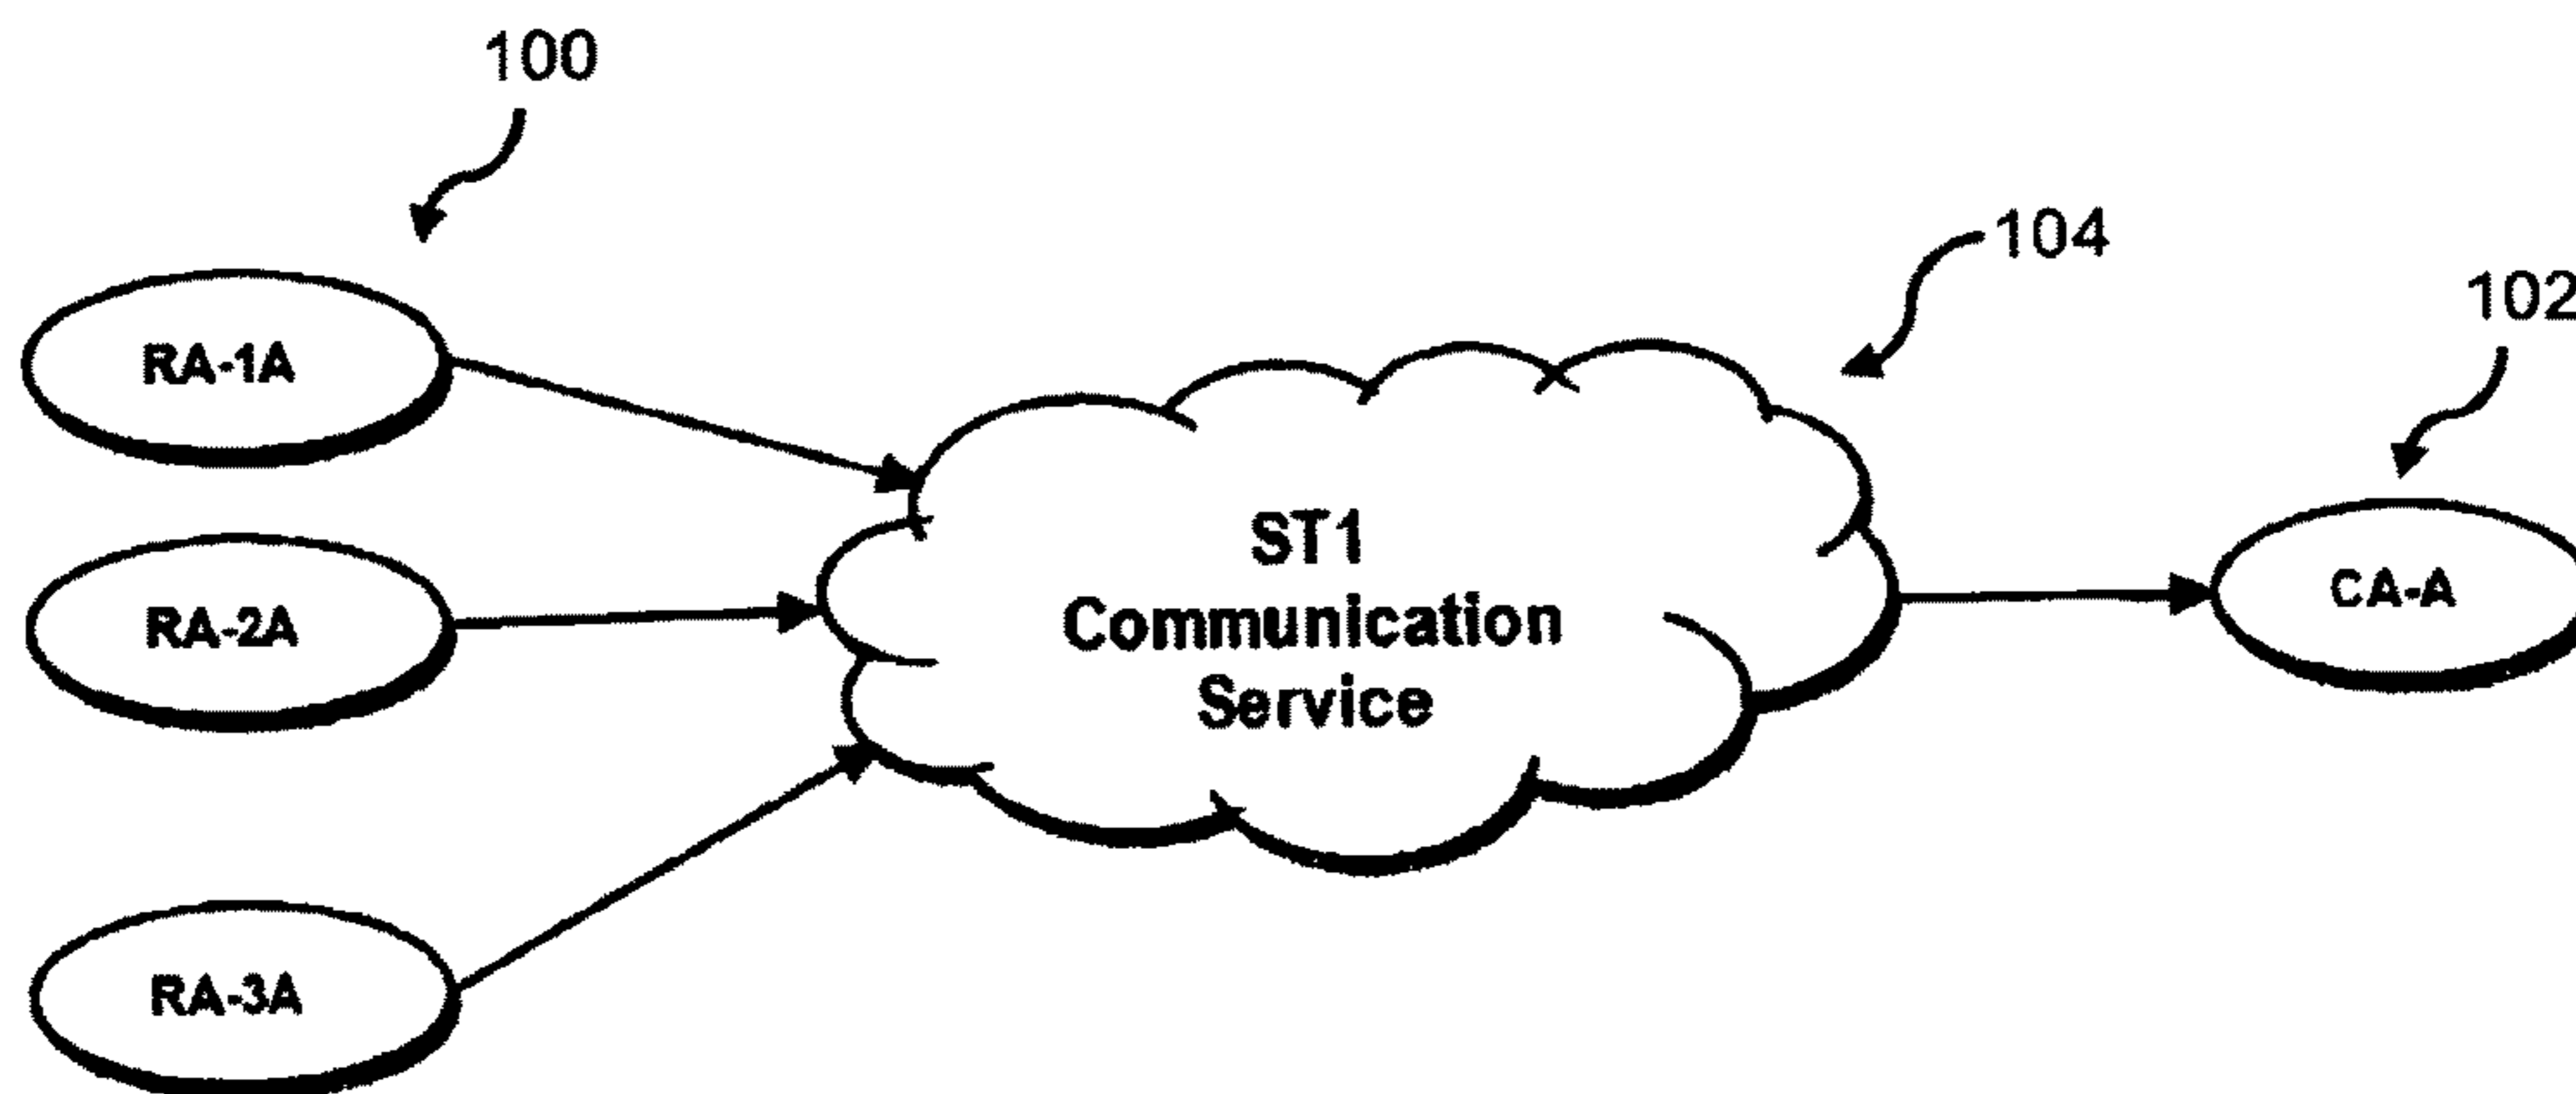 100
104
102
RA-1A
ST1
Communication
Service
RA-2A
CA-A
RA-3A